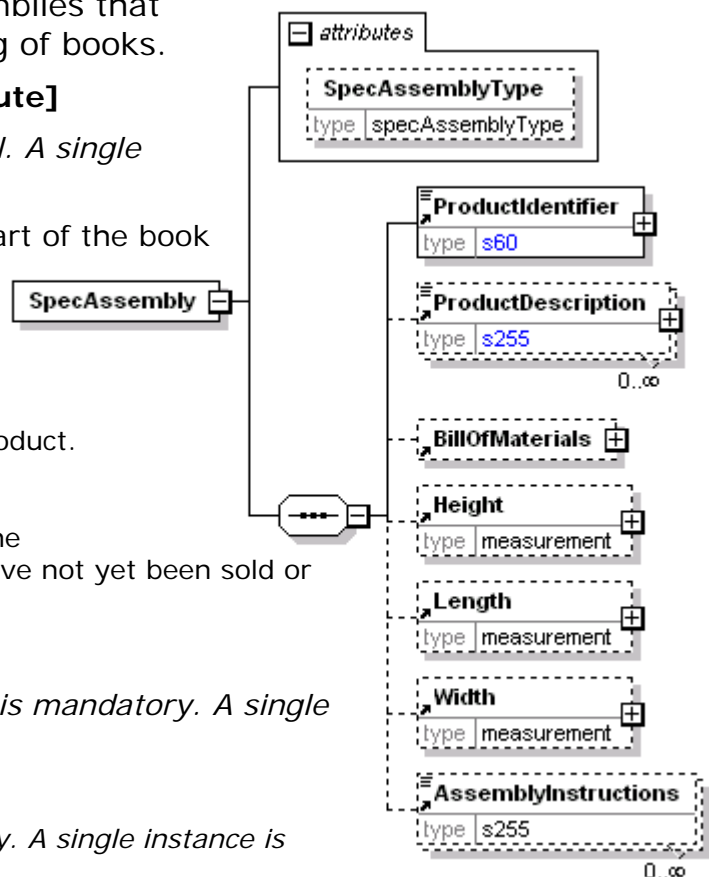 mblies that
g of books.
ute]
l. A single
art of the book
oduct.
ne
ve not yet been sold or
is mandatory. A single
y. A single instance is
attributes
SpecAssemblyType
type specAssemblyType
SpecAssembly
ProductIdentifier
type s60
ProductDescription
type s255
0..∞
BillOfMaterials
Height
type measurement
Length
type measurement
Width
type measurement
AssemblyInstructions
type s255
0..∞